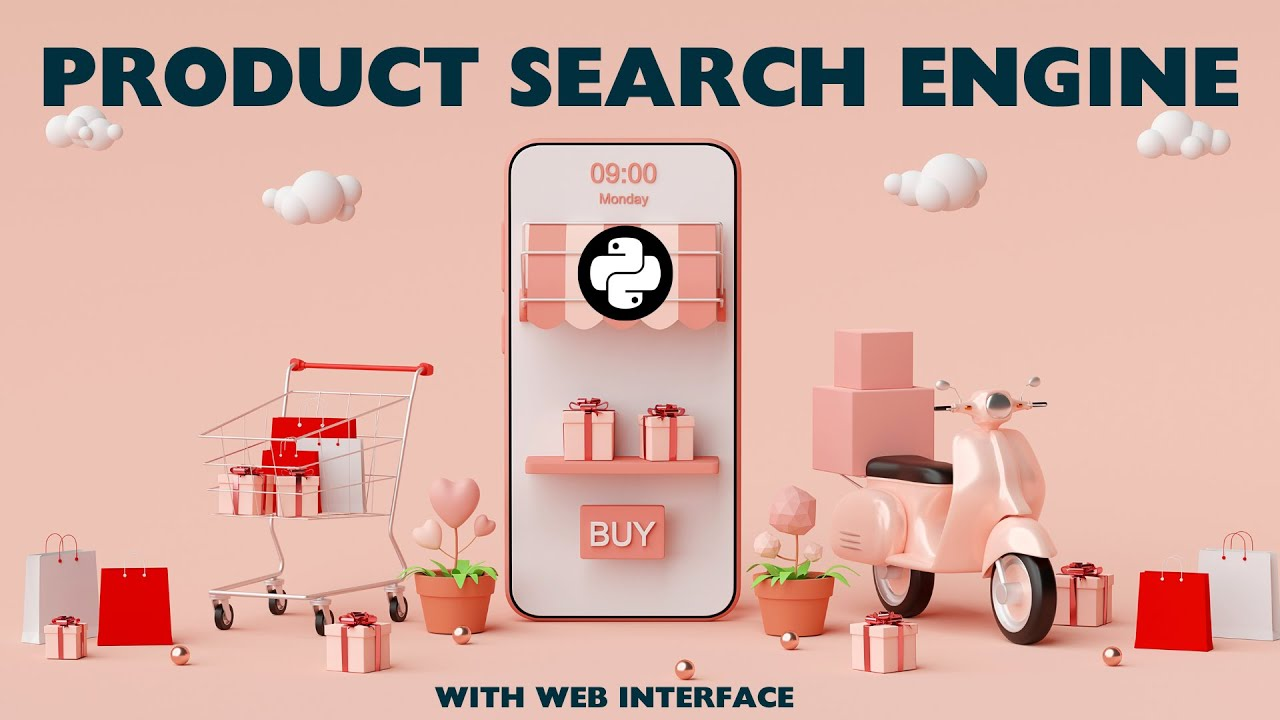 PRODUCT SEARCH ENGINE
09:00
Monday
BUY
WITH WEB INTERFACE